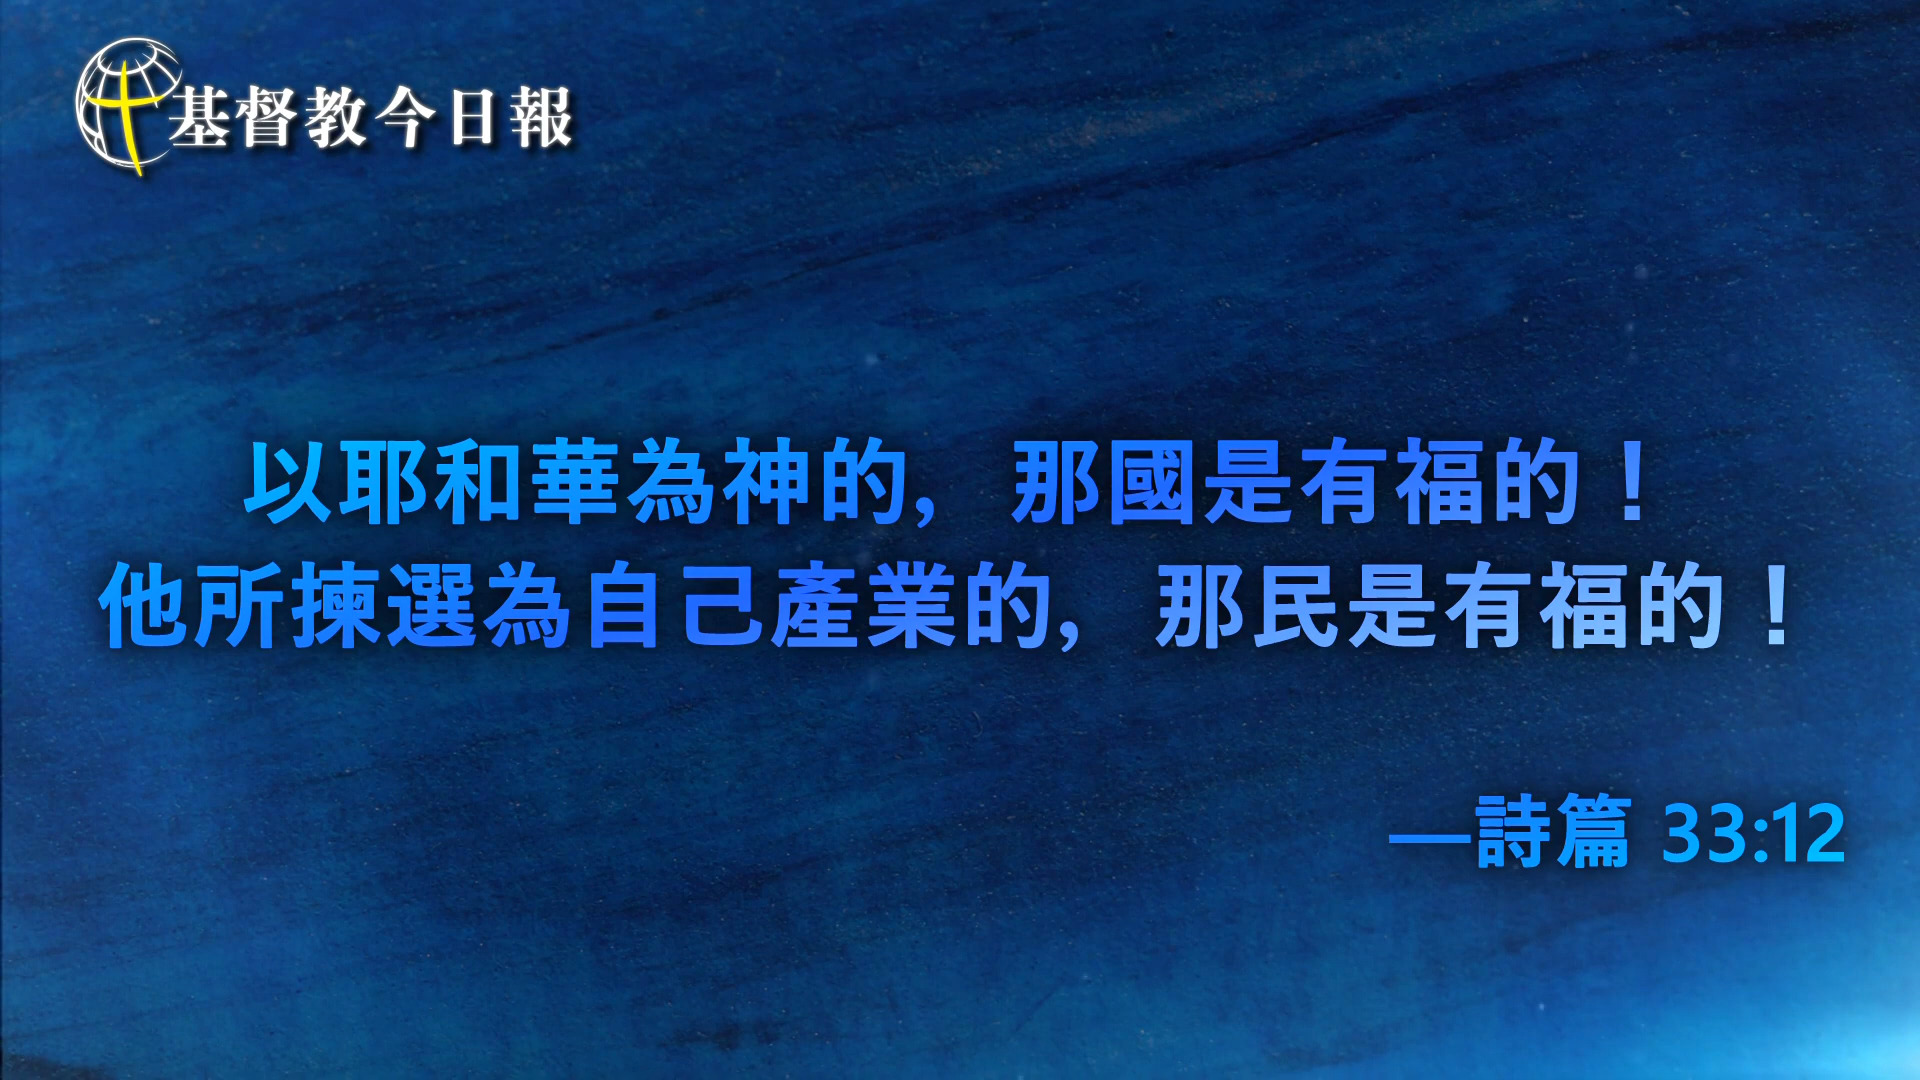 基督教今日報
以耶和華為神的，那國是有福的！
他所揀選為自己產業的，那民是有福的！
—詩篇 33:12